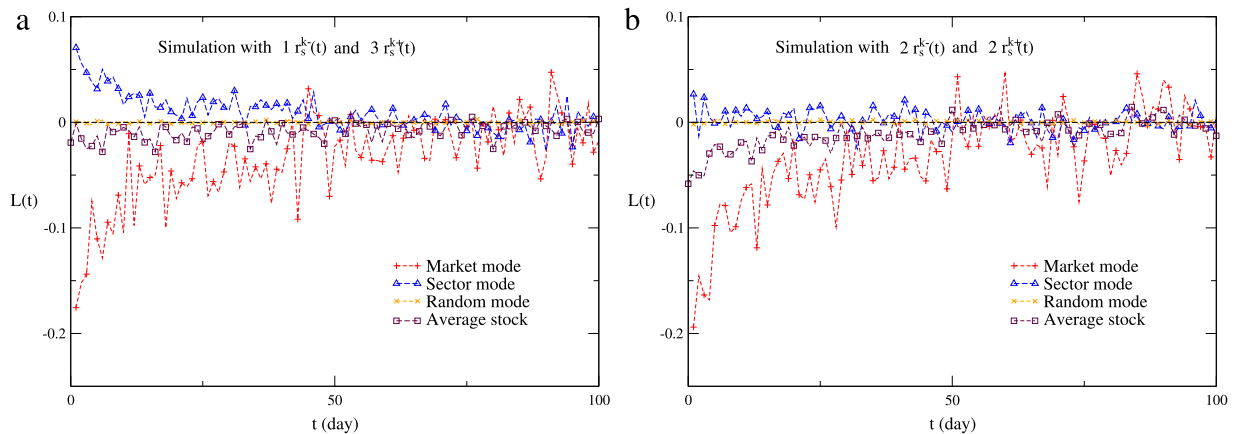 a
0.1
Simulation with 1 r_s^k-(t) and 3 r_s^k+(t)
0
L(t)
-0.1
Market mode
Sector mode
Random mode
Average stock
-0.2
0 50 100
t (day)
b
0.1
Simulation with 2 r_s^k-(t) and 2 r_s^k+(t)
0
L(t)
-0.1
Market mode
Sector mode
Random mode
Average stock
-0.2
0 50 100
t (day)